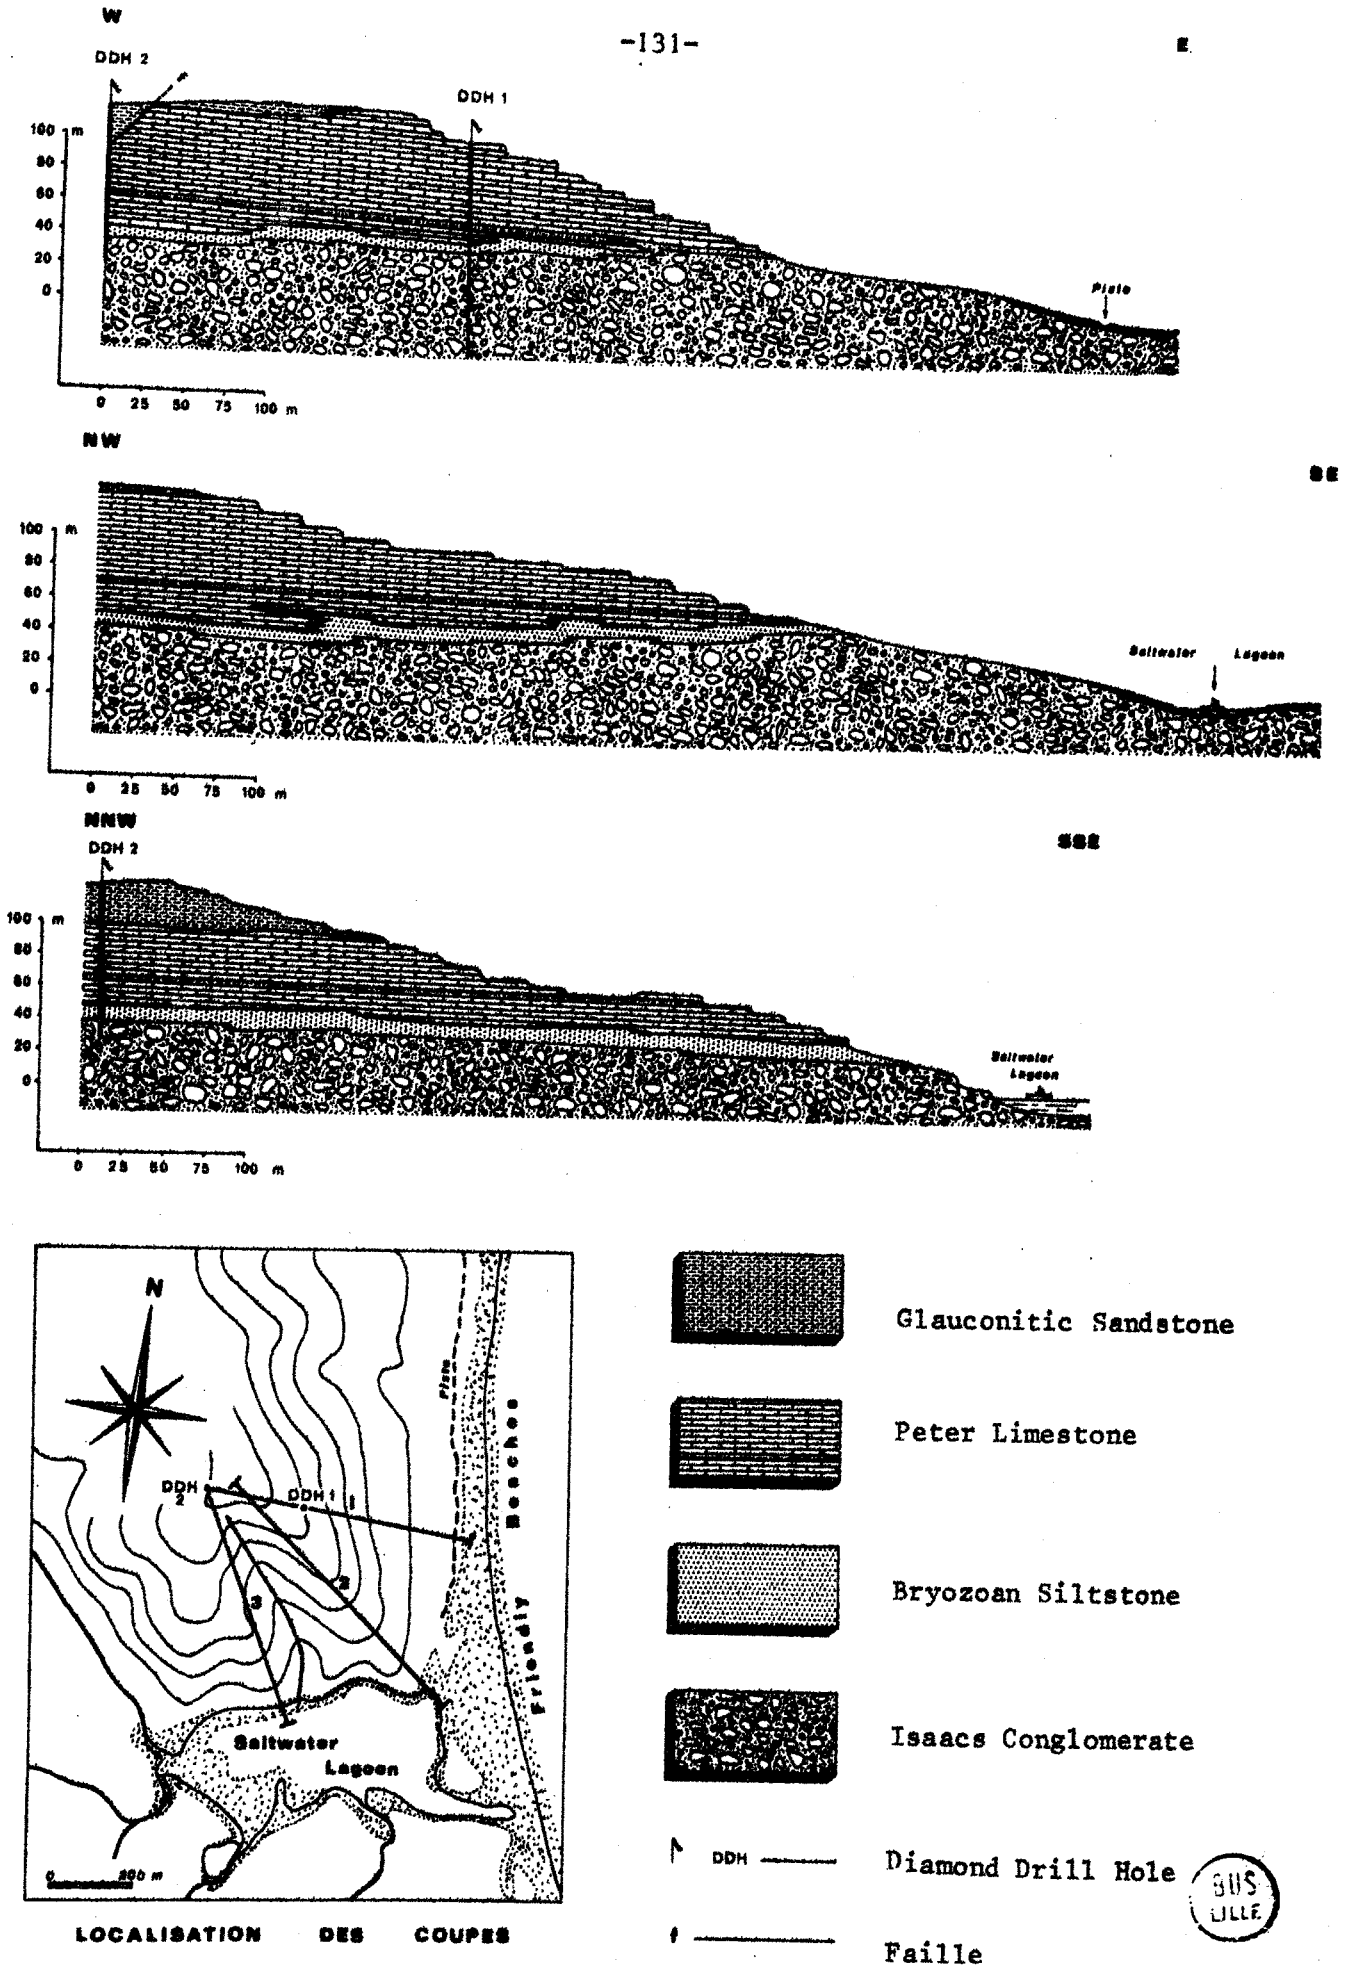 -131-
W
E
DDH 2
f
DDH 1
100 m
80
60
40
20
0
Piste
0 25 50 75 100 m
NW
SE
100 m
80
60
40
20
0
Saltwater Lagoon
0 25 50 75 100 m
NNW
SSE
DDH 2
100 m
80
60
40
20
0
Saltwater
Lagoon
0 25 50 75 100 m
N
Piste
Friendly Beaches
DDH 2
DDH 1
1
2
3
Saltwater
Lagoon
0 200 m
LOCALISATION DES COUPES
Glauconitic Sandstone
Peter Limestone
Bryozoan Siltstone
Isaacs Conglomerate
DDH
Diamond Drill Hole
f
Faille
BUS
LILLE